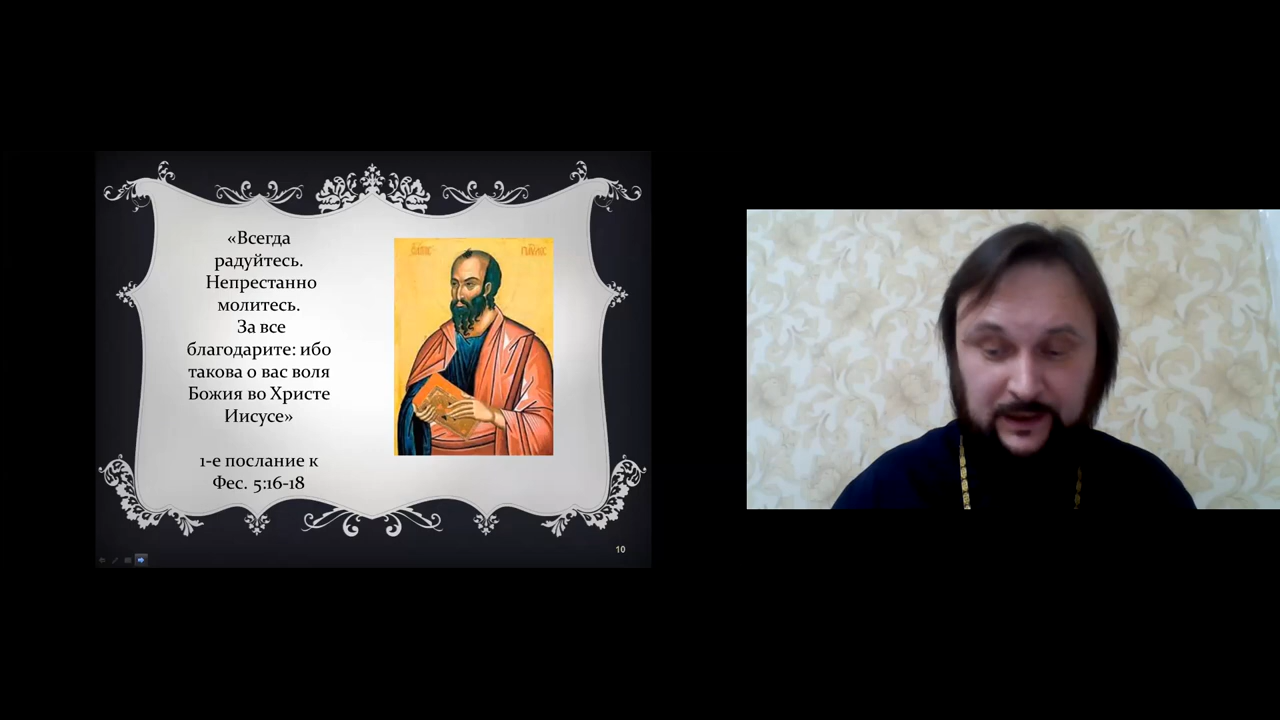 «Всегда
радуйтесь.
Непрестанно
молитесь.
За все
благодарите: ибо
такова о вас воля
Божия во Христе
Иисусе»
1-е послание к
Фес. 5:16-18
10